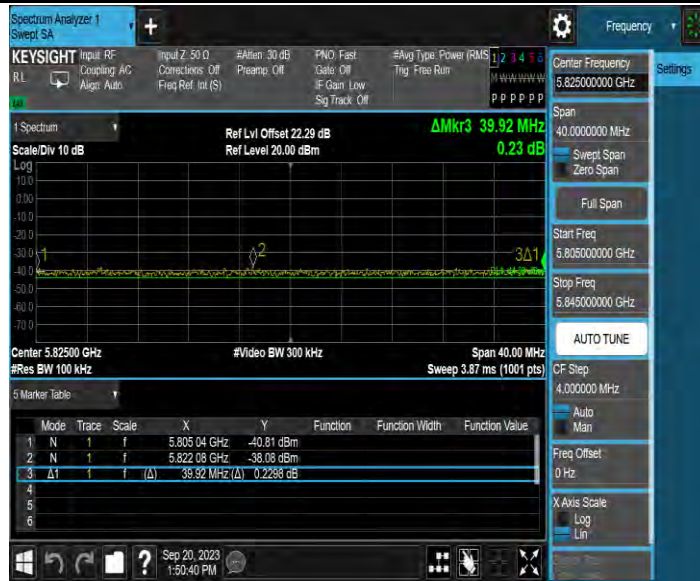 Spectrum Analyzer 1
Swept SA
Frequency
KEYSIGHT Input: RF Input Z: 50 Ω #Atten: 30 dB PNO: Fast #Avg Type: Power (RMS 1 2 3 4 5 6
RL Coupling: AC Corrections: Off Preamp: Off Gate: Off Trig: Free Run M W W W W W
Align: Auto Freq Ref: Int (S) IF Gain: Low
Sig Track: Off P P P P P P
1 Spectrum
Scale/Div 10 dB
Ref Lvl Offset 22.29 dB
Ref Level 20.00 dBm
ΔMkr3 39.92 MHz
0.23 dB
Log
10.0
0.00
-10.0
-20.0
-30.0
-40.0
-50.0
-60.0
-70.0
1
2
3Δ1
Center 5.82500 GHz #Video BW 300 kHz Span 40.00 MHz
#Res BW 100 kHz Sweep 3.87 ms (1001 pts)
5 Marker Table
Mode Trace Scale X Y Function Function Width Function Value
1 N 1 f 5.805 04 GHz -40.81 dBm
2 N 1 f 5.822 08 GHz -38.08 dBm
3 Δ1 1 f (Δ) 39.92 MHz (Δ) 0.2298 dB
4
5
6
Sep 20, 2023
1:50:40 PM
Center Frequency
5.825000000 GHz
Settings
Span
40.0000000 MHz
Swept Span
Zero Span
Full Span
Start Freq
5.805000000 GHz
Stop Freq
5.845000000 GHz
AUTO TUNE
CF Step
4.000000 MHz
Auto
Man
Freq Offset
0 Hz
X Axis Scale
Log
Lin